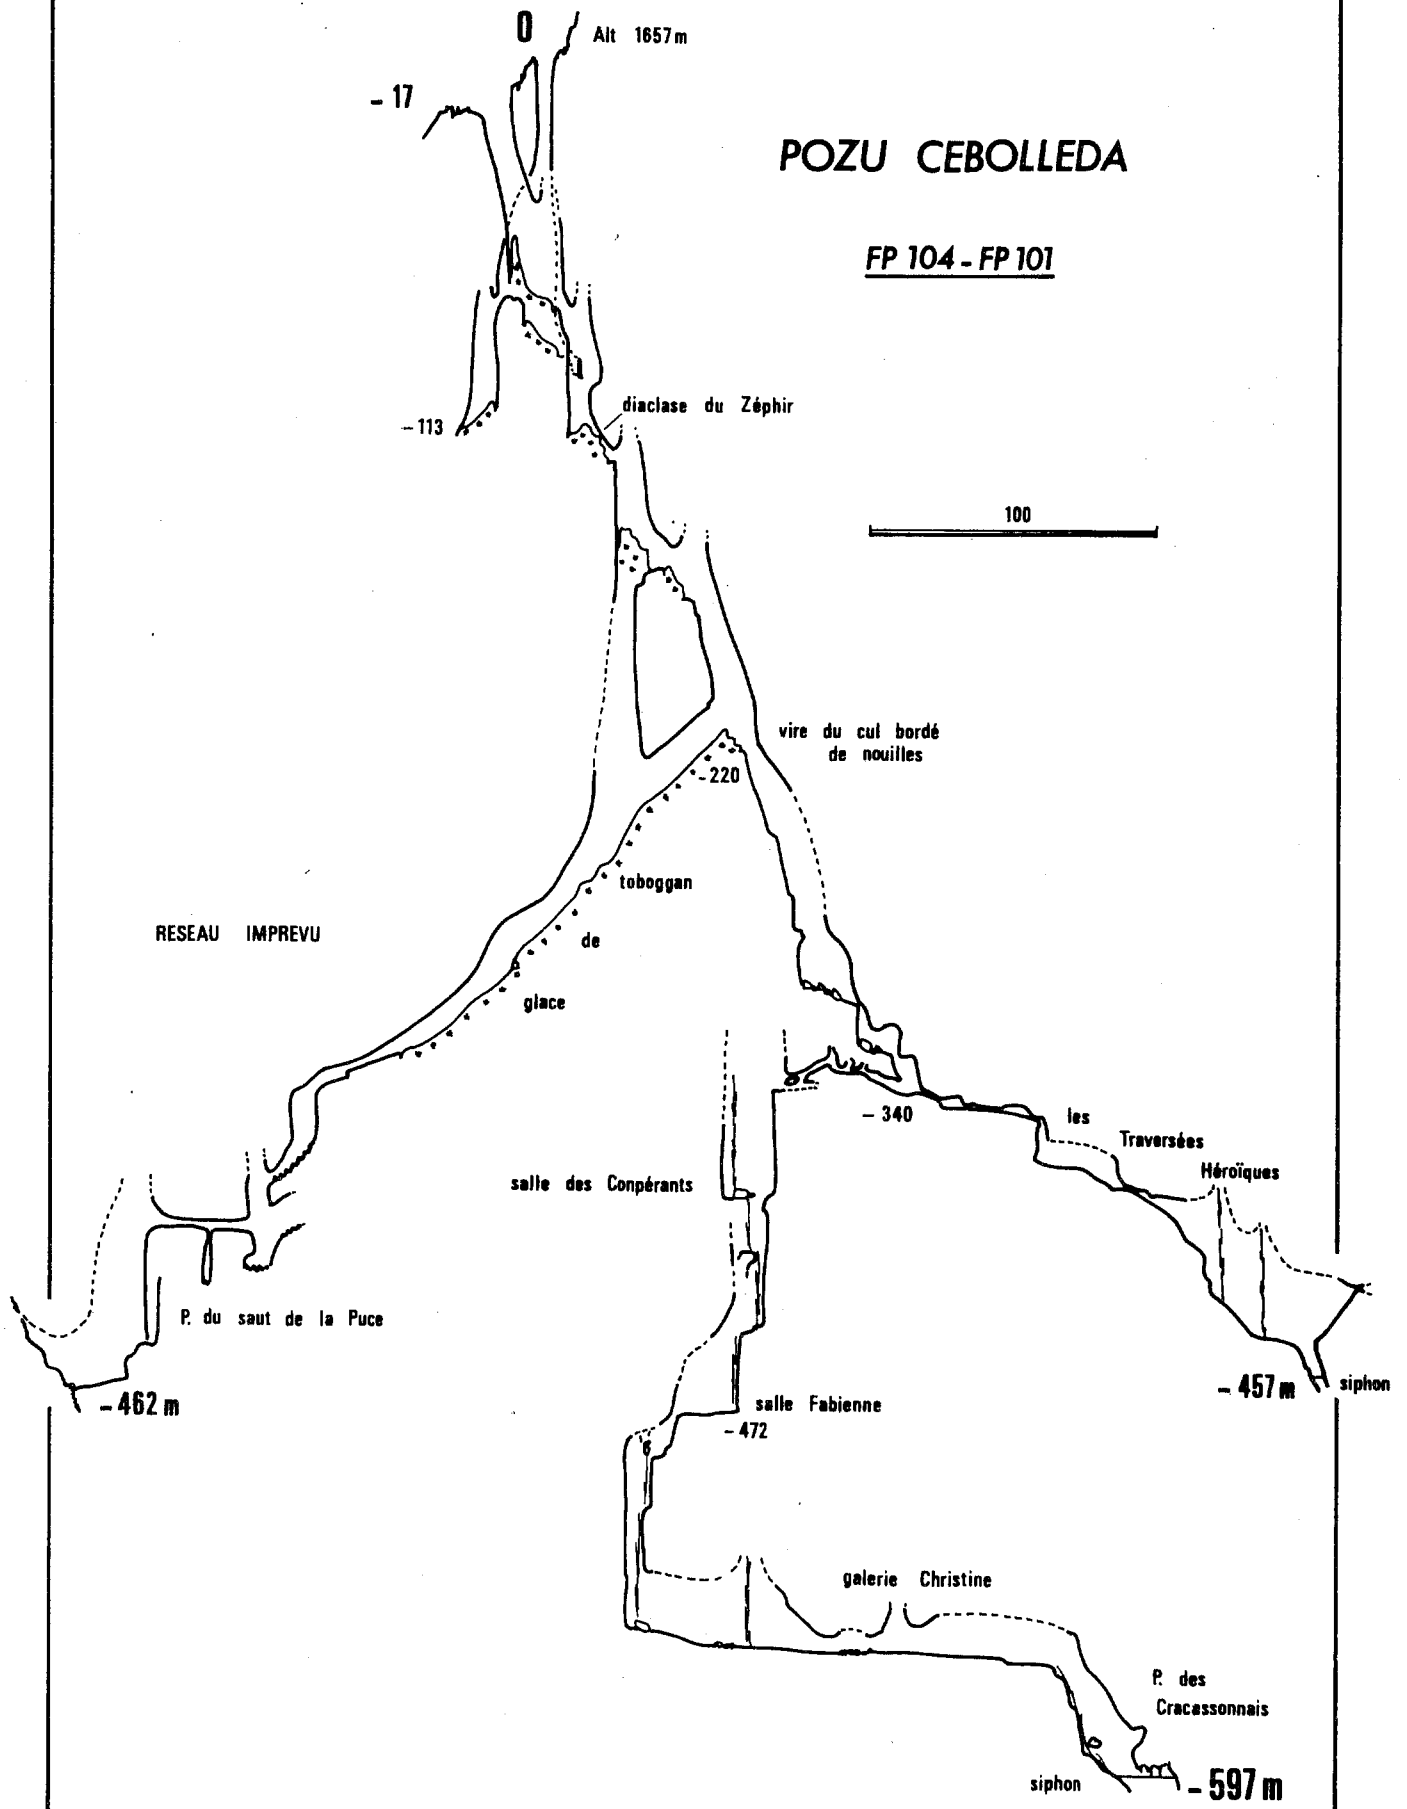 0
Alt 1657m
- 17
POZU CEBOLLEDA
FP 104 - FP 101
- 113
diaclase du Zéphir
100
vire du cul bordé
de nouilles
- 220
toboggan
de
glace
RESEAU IMPREVU
- 340
les
Traversées
Héroïques
salle des Conpérants
P. du saut de la Puce
- 462 m
- 457 m
siphon
salle Fabienne
- 472
galerie Christine
P. des
Cracassonnais
siphon
- 597 m